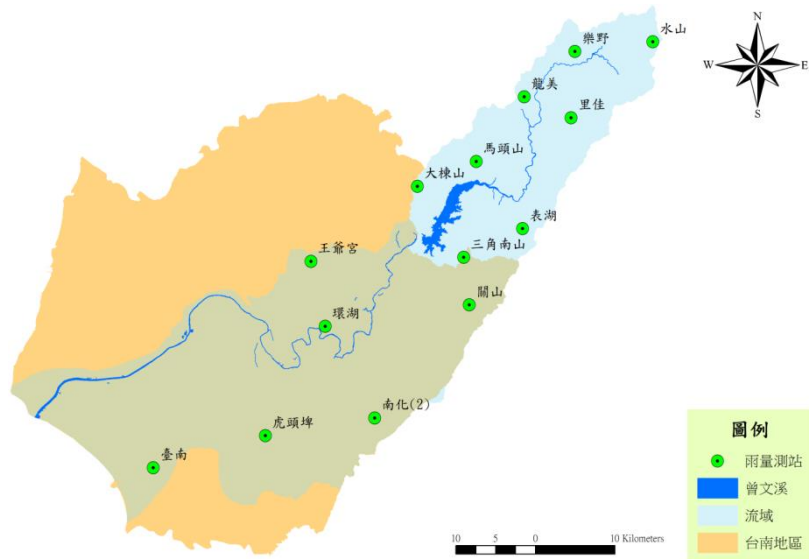 水山
樂野
N
W
E
S
龍美
里佳
馬頭山
大棟山
表湖
三角南山
王爺宮
關山
環湖
南化(2)
虎頭埤
臺南
圖例
雨量測站
曾文溪
流域
台南地區
10 5 0 10 Kilometers